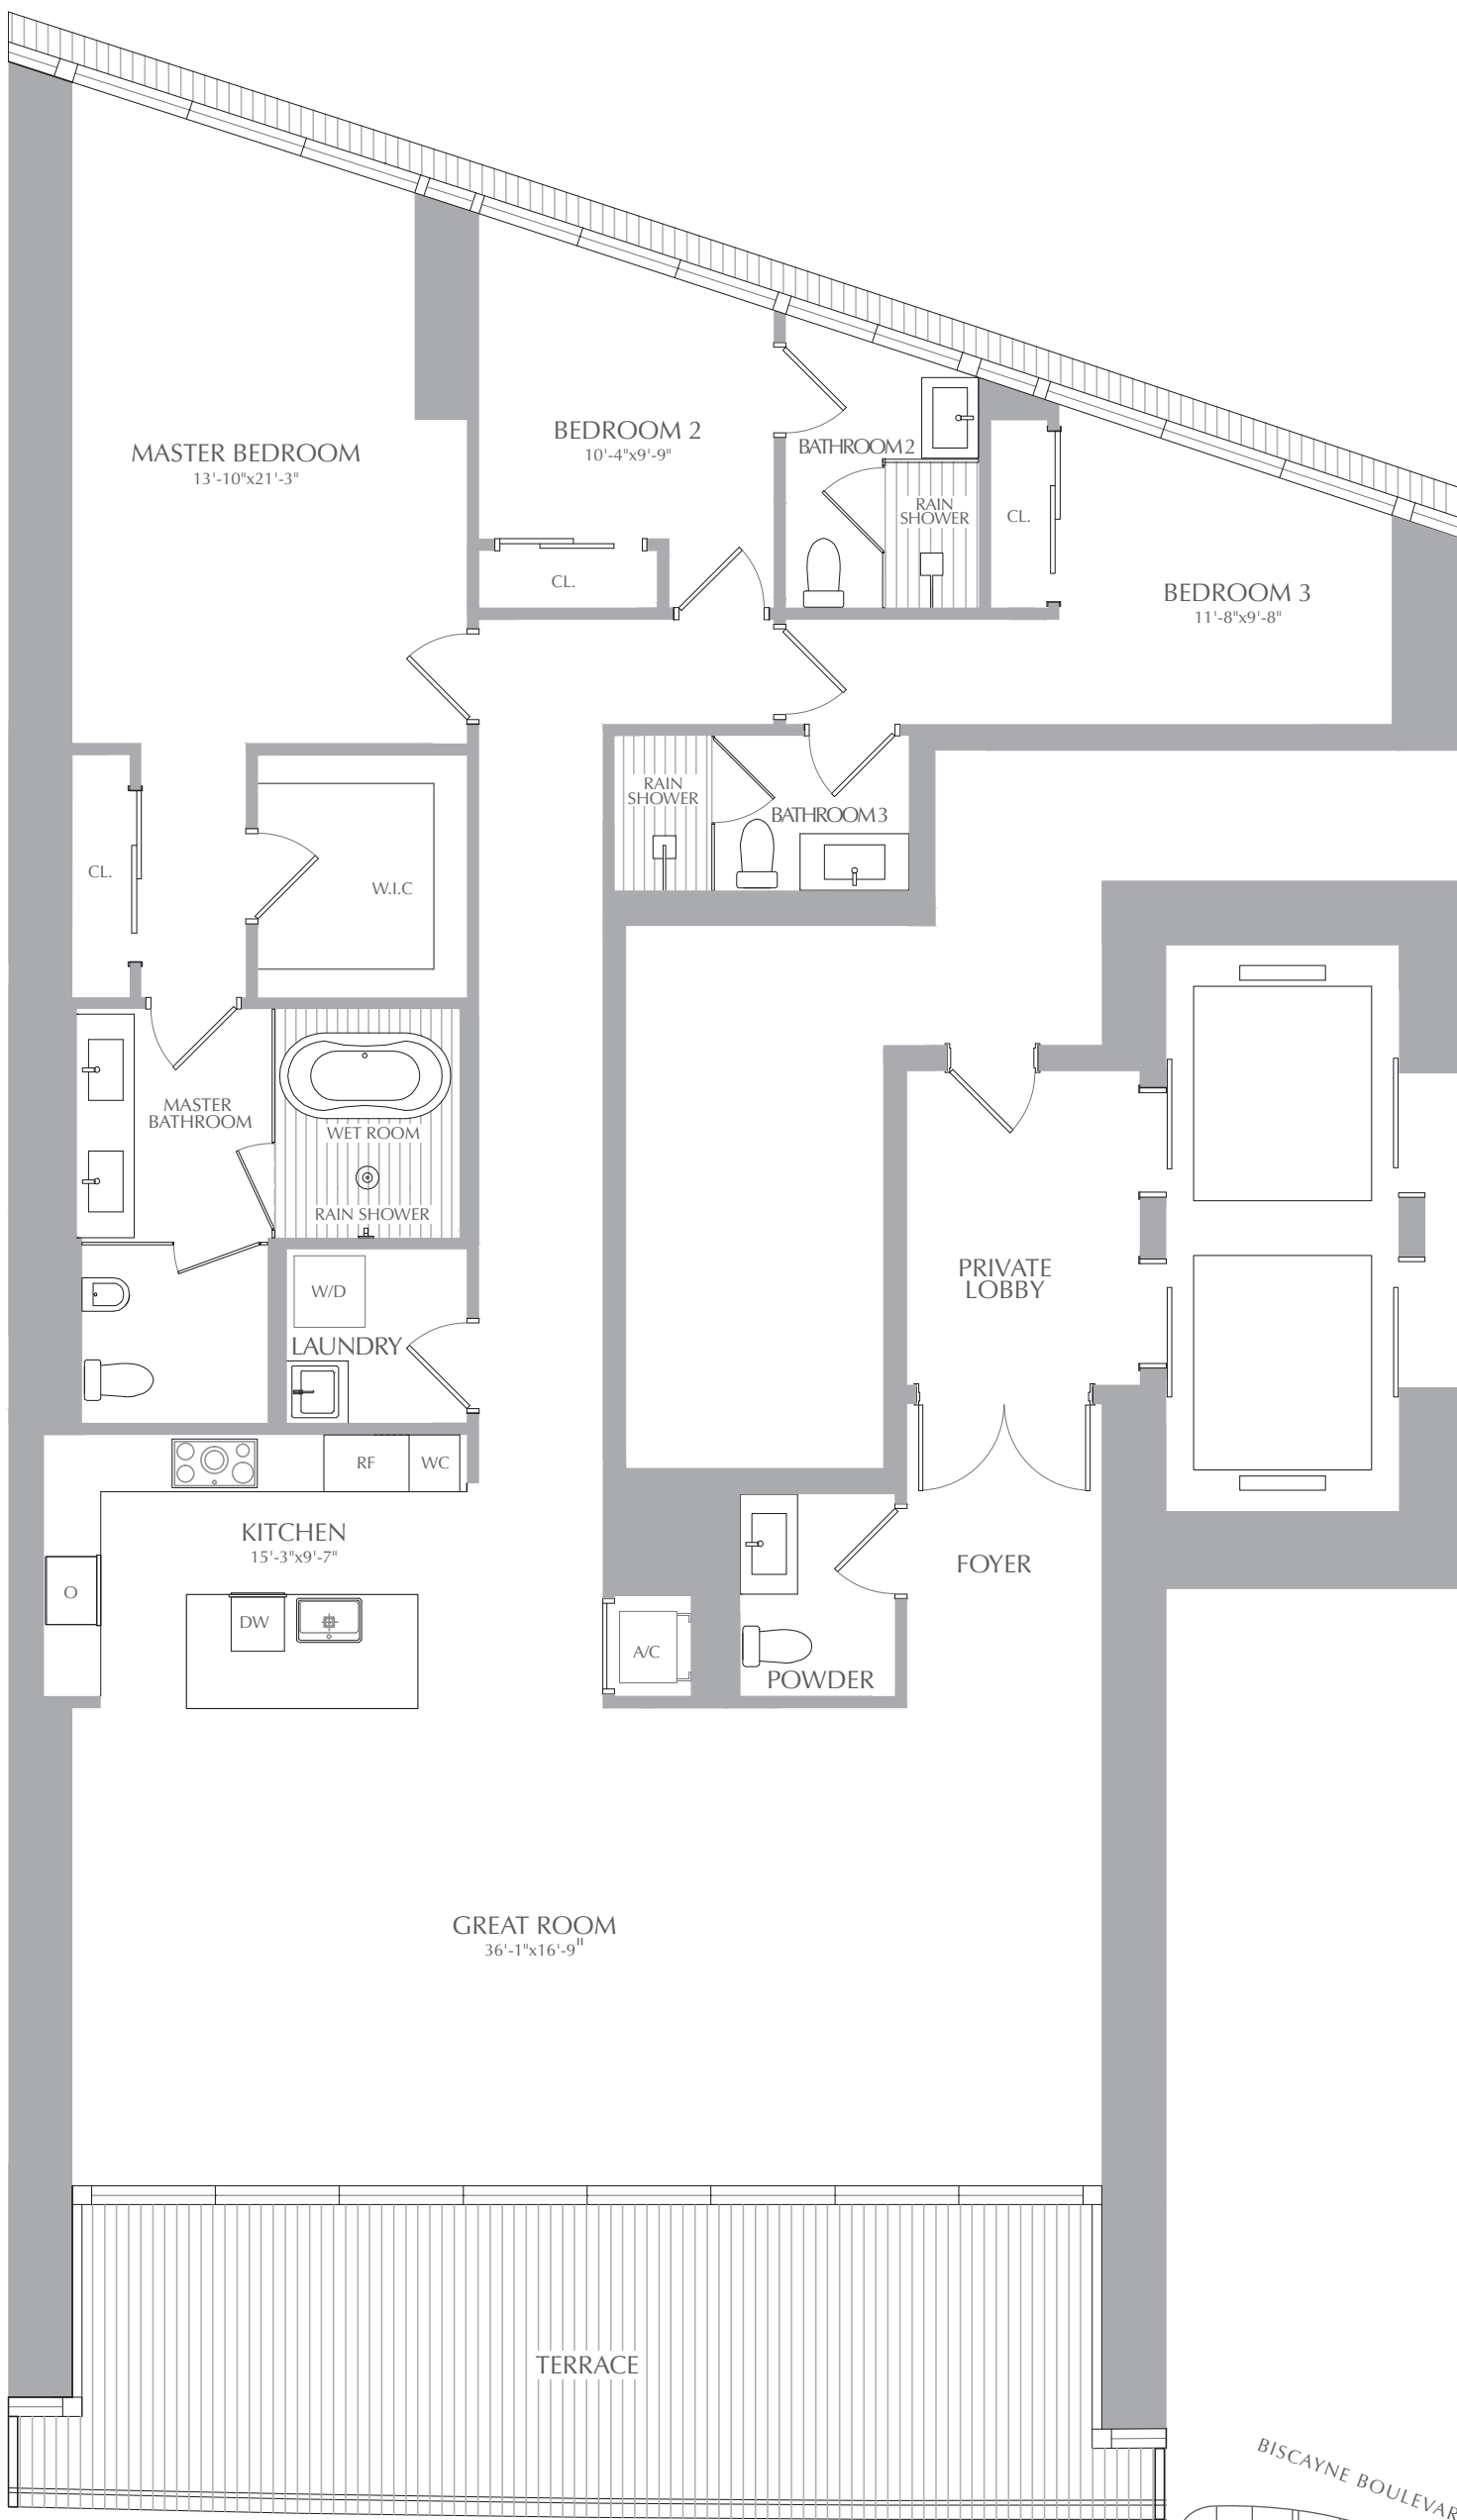 MASTER BEDROOM
13'-10"x21'-3"
BEDROOM 2
10'-4"x9'-9"
BATHROOM 2
RAIN
SHOWER
CL.
CL.
BEDROOM 3
11'-8"x9'-8"
RAIN
SHOWER
BATHROOM 3
CL.
W.I.C
MASTER
BATHROOM
WET ROOM
RAIN SHOWER
PRIVATE
LOBBY
W/D
LAUNDRY
RF
WC
KITCHEN
15'-3"x9'-7"
O
DW
FOYER
A/C
POWDER
GREAT ROOM
36'-1"x16'-9"
TERRACE
BISCAYNE BOULEVAR